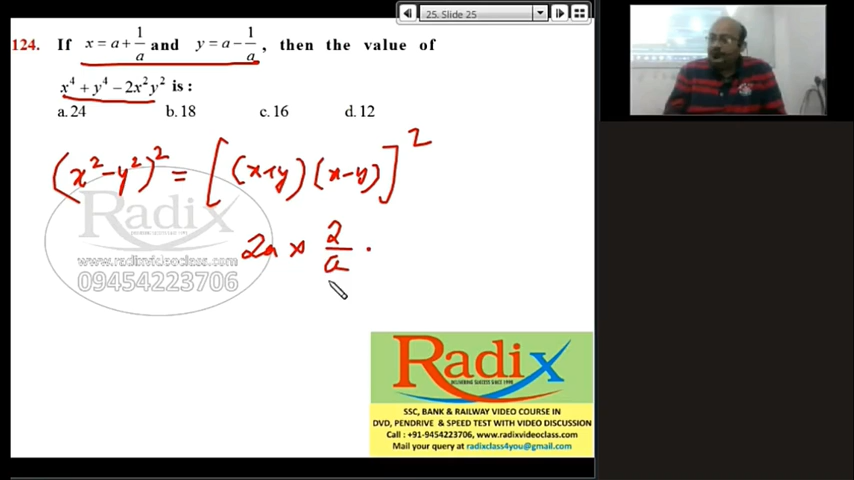 25. Slide 25
124. If x = a + 1/a and y = a − 1/a , then the value of
x⁴ + y⁴ − 2x²y² is :
a. 24 b. 18 c. 16 d. 12
(x² − y²)² = [(x+y)(x−y)]²
2a × 2/a .
Radix
www.radixvideoclass.com
09454223706
Radix
DELIVERING SUCCESS SINCE 1998
SSC, BANK & RAILWAY VIDEO COURSE IN
DVD, PENDRIVE & SPEED TEST WITH VIDEO DISCUSSION
Call : +91-9454223706, www.radixvideoclass.com
Mail your query at radixclass4you@gmail.com